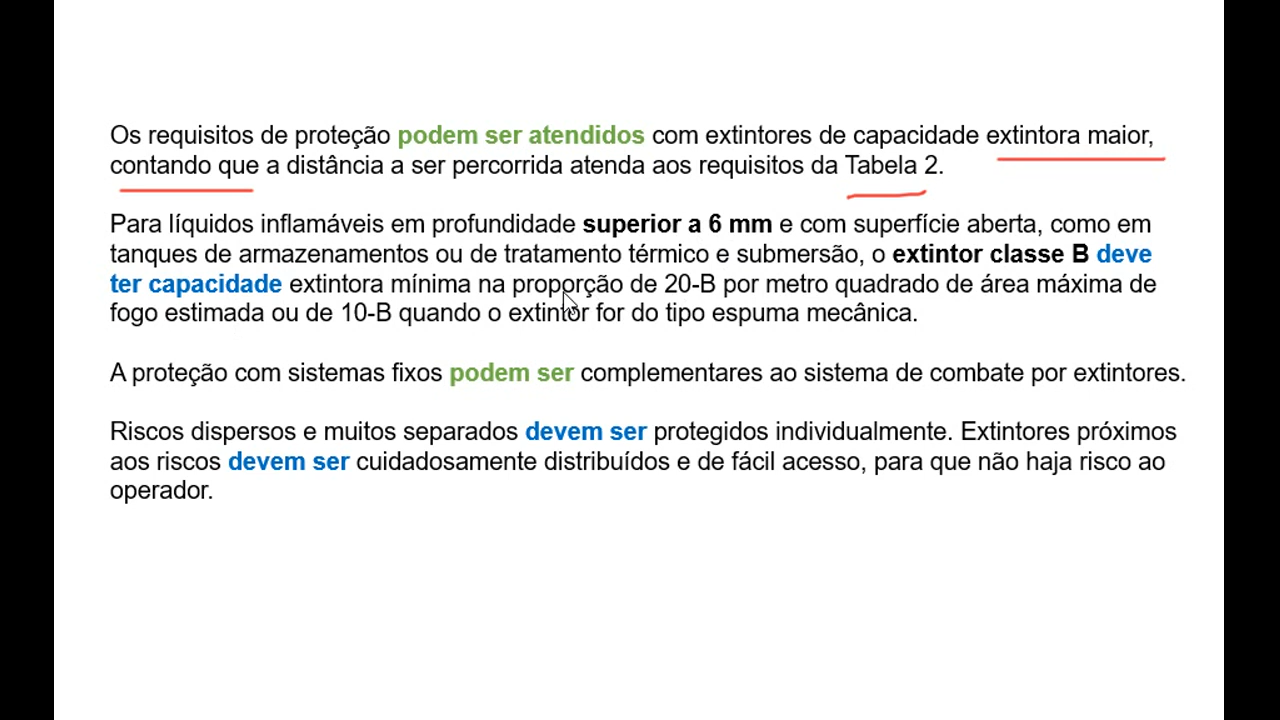 Os requisitos de proteção podem ser atendidos com extintores de capacidade extintora maior,
contando que a distância a ser percorrida atenda aos requisitos da Tabela 2.
Para líquidos inflamáveis em profundidade superior a 6 mm e com superfície aberta, como em
tanques de armazenamentos ou de tratamento térmico e submersão, o extintor classe B deve
ter capacidade extintora mínima na proporção de 20-B por metro quadrado de área máxima de
fogo estimada ou de 10-B quando o extintor for do tipo espuma mecânica.
A proteção com sistemas fixos podem ser complementares ao sistema de combate por extintores.
Riscos dispersos e muitos separados devem ser protegidos individualmente. Extintores próximos
aos riscos devem ser cuidadosamente distribuídos e de fácil acesso, para que não haja risco ao
operador.